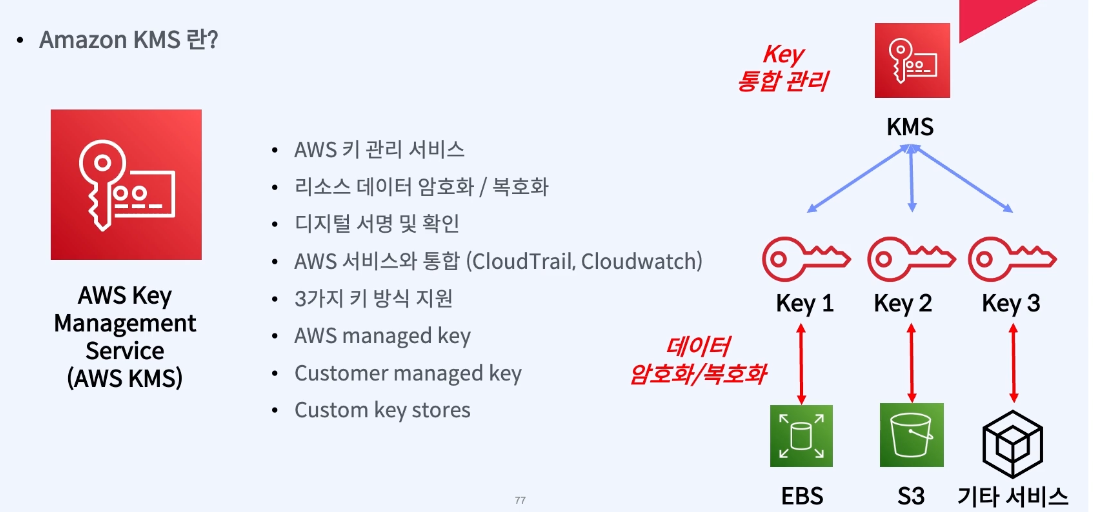 • Amazon KMS 란?
AWS Key
Management
Service
(AWS KMS)
• AWS 키 관리 서비스
• 리소스 데이터 암호화 / 복호화
• 디지털 서명 및 확인
• AWS 서비스와 통합 (CloudTrail, Cloudwatch)
• 3가지 키 방식 지원
• AWS managed key
• Customer managed key
• Custom key stores
Key
통합 관리
KMS
Key 1
Key 2
Key 3
데이터
암호화/복호화
EBS
S3
기타 서비스
77